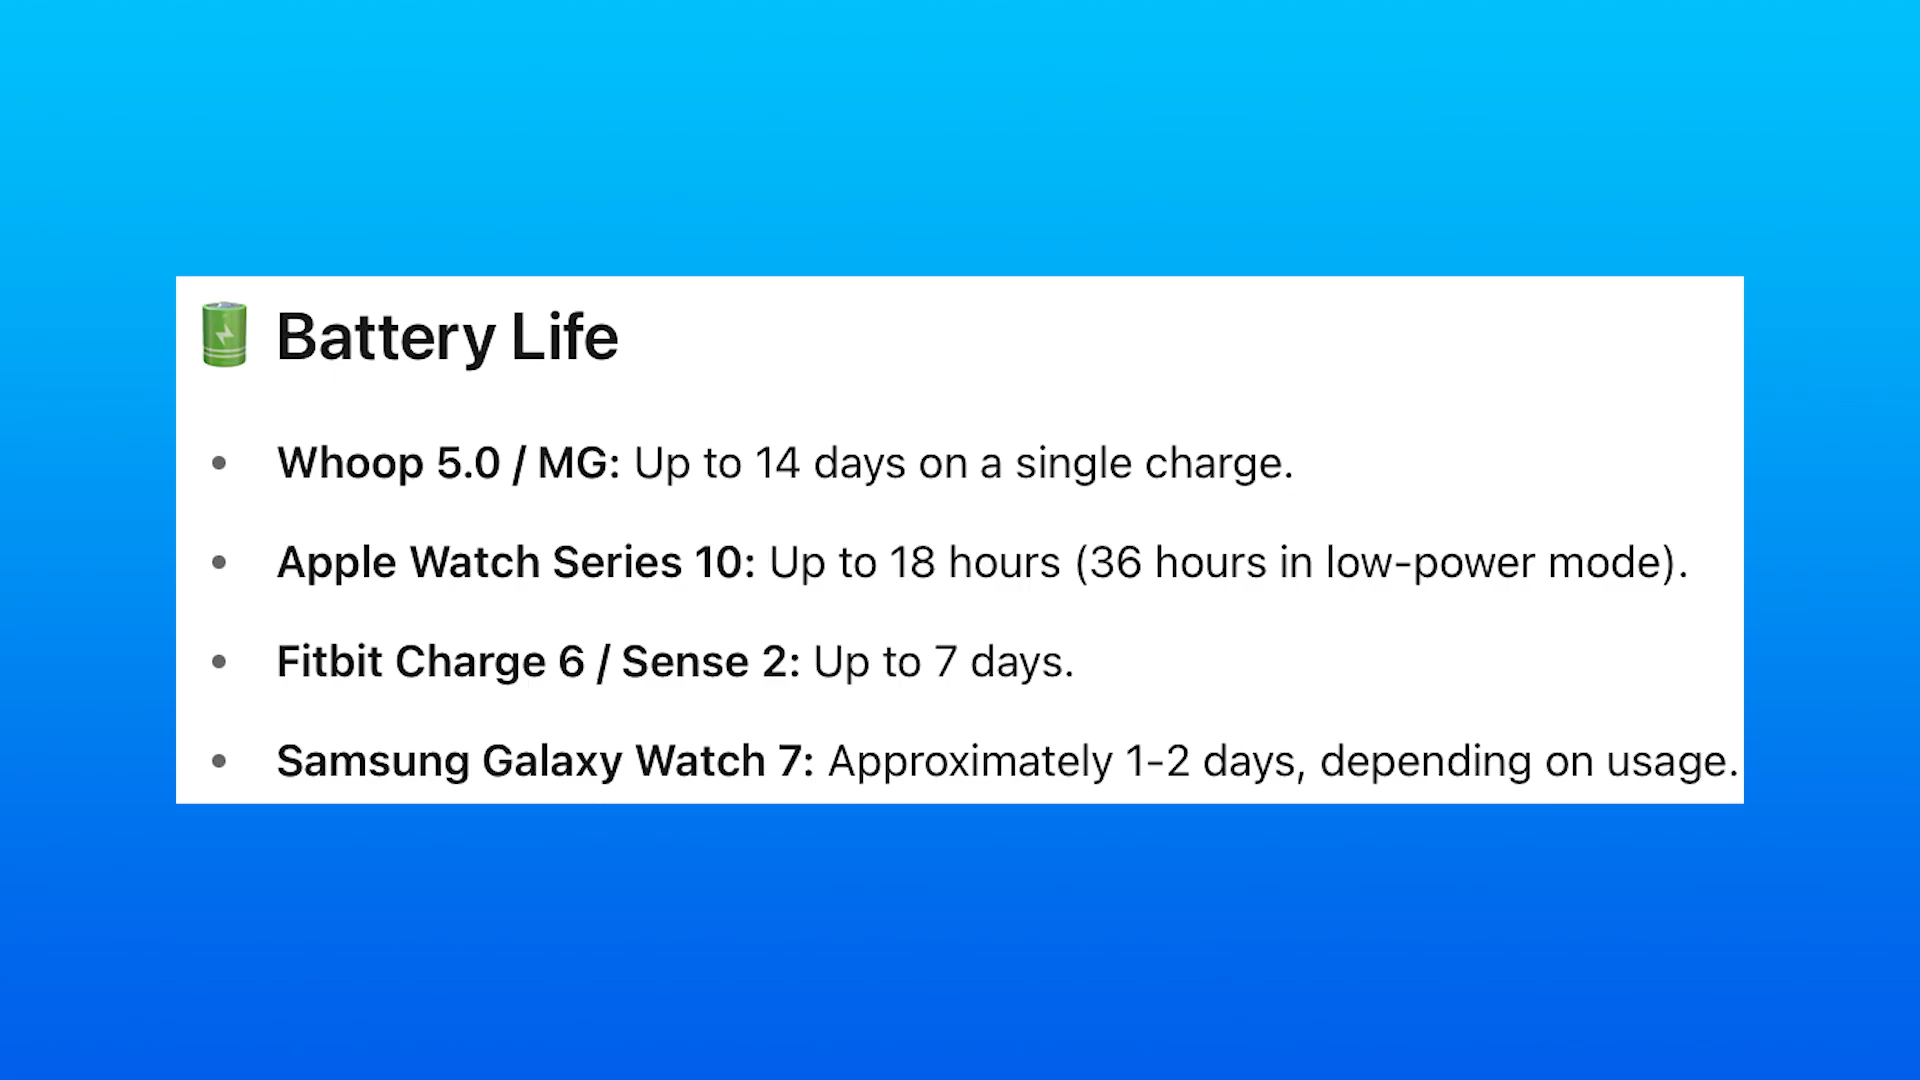 Battery Life
• Whoop 5.0 / MG: Up to 14 days on a single charge.
• Apple Watch Series 10: Up to 18 hours (36 hours in low-power mode).
• Fitbit Charge 6 / Sense 2: Up to 7 days.
• Samsung Galaxy Watch 7: Approximately 1-2 days, depending on usage.